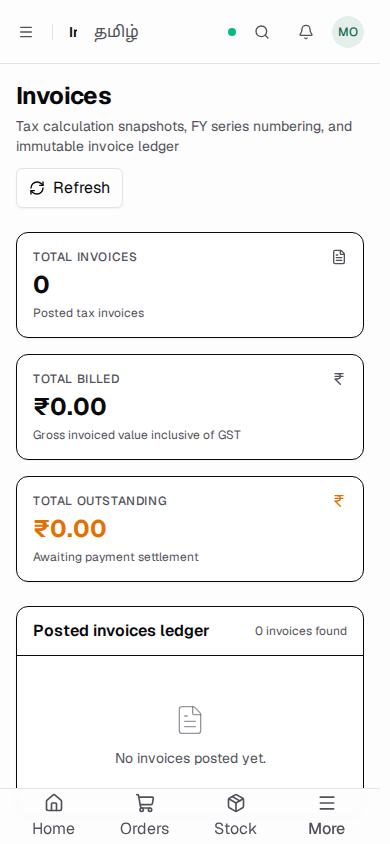 தமிழ்
MO
Invoices
Tax calculation snapshots, FY series numbering, and
immutable invoice ledger
Refresh
TOTAL INVOICES
0
Posted tax invoices
TOTAL BILLED
₹
₹0.00
Gross invoiced value inclusive of GST
TOTAL OUTSTANDING
₹
₹0.00
Awaiting payment settlement
Posted invoices ledger
0 invoices found
No invoices posted yet.
Home
Orders
Stock
More